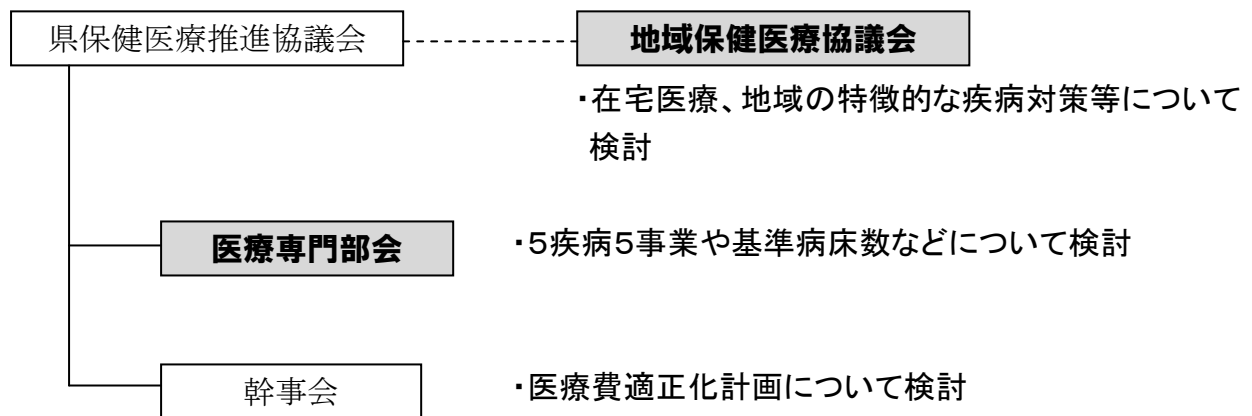 県保健医療推進協議会
地域保健医療協議会
・在宅医療、地域の特徴的な疾病対策等について
検討
医療専門部会
・5疾病5事業や基準病床数などについて検討
幹事会
・医療費適正化計画について検討